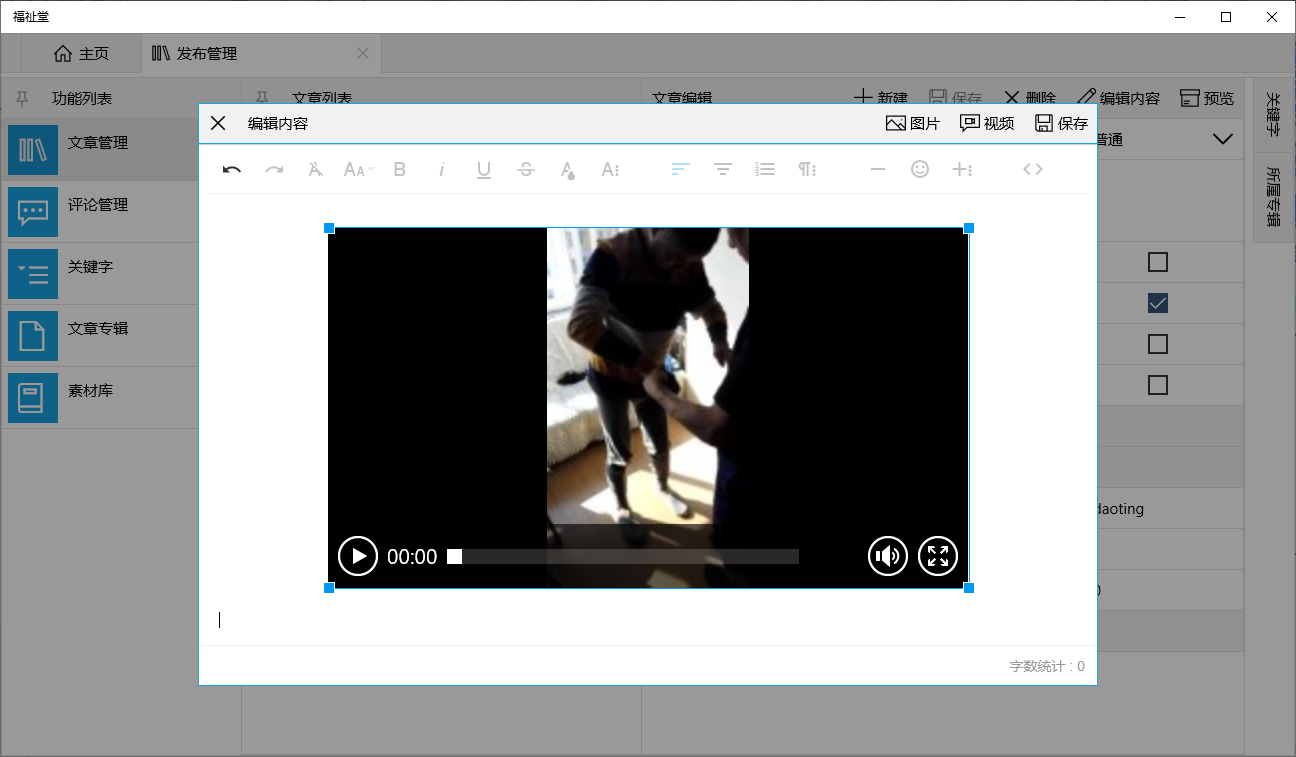 福祉堂
主页
发布管理
功能列表
文章列表
文章编辑
新建
保存
删除
编辑内容
预览
关键字
所属专辑
文章管理
评论管理
关键字
文章专辑
素材库
编辑内容
图片
视频
保存
普通
00:00
daoting
字数统计 : 0